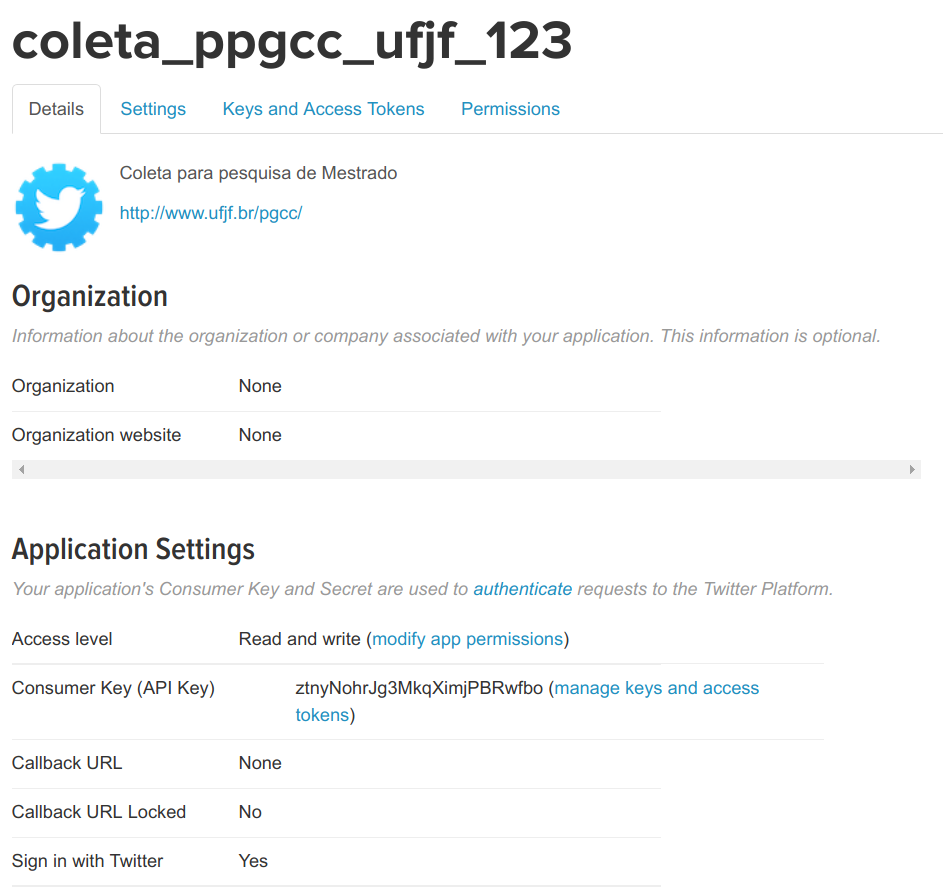 coleta_ppgcc_ufjf_123
Details Settings Keys and Access Tokens Permissions
Coleta para pesquisa de Mestrado
http://www.ufjf.br/pgcc/
Organization
Information about the organization or company associated with your application. This information is optional.
Organization None
Organization website None
Application Settings
Your application's Consumer Key and Secret are used to authenticate requests to the Twitter Platform.
Access level Read and write (modify app permissions)
Consumer Key (API Key) ztnyNohrJg3MkqXimjPBRwfbo (manage keys and access
tokens)
Callback URL None
Callback URL Locked No
Sign in with Twitter Yes